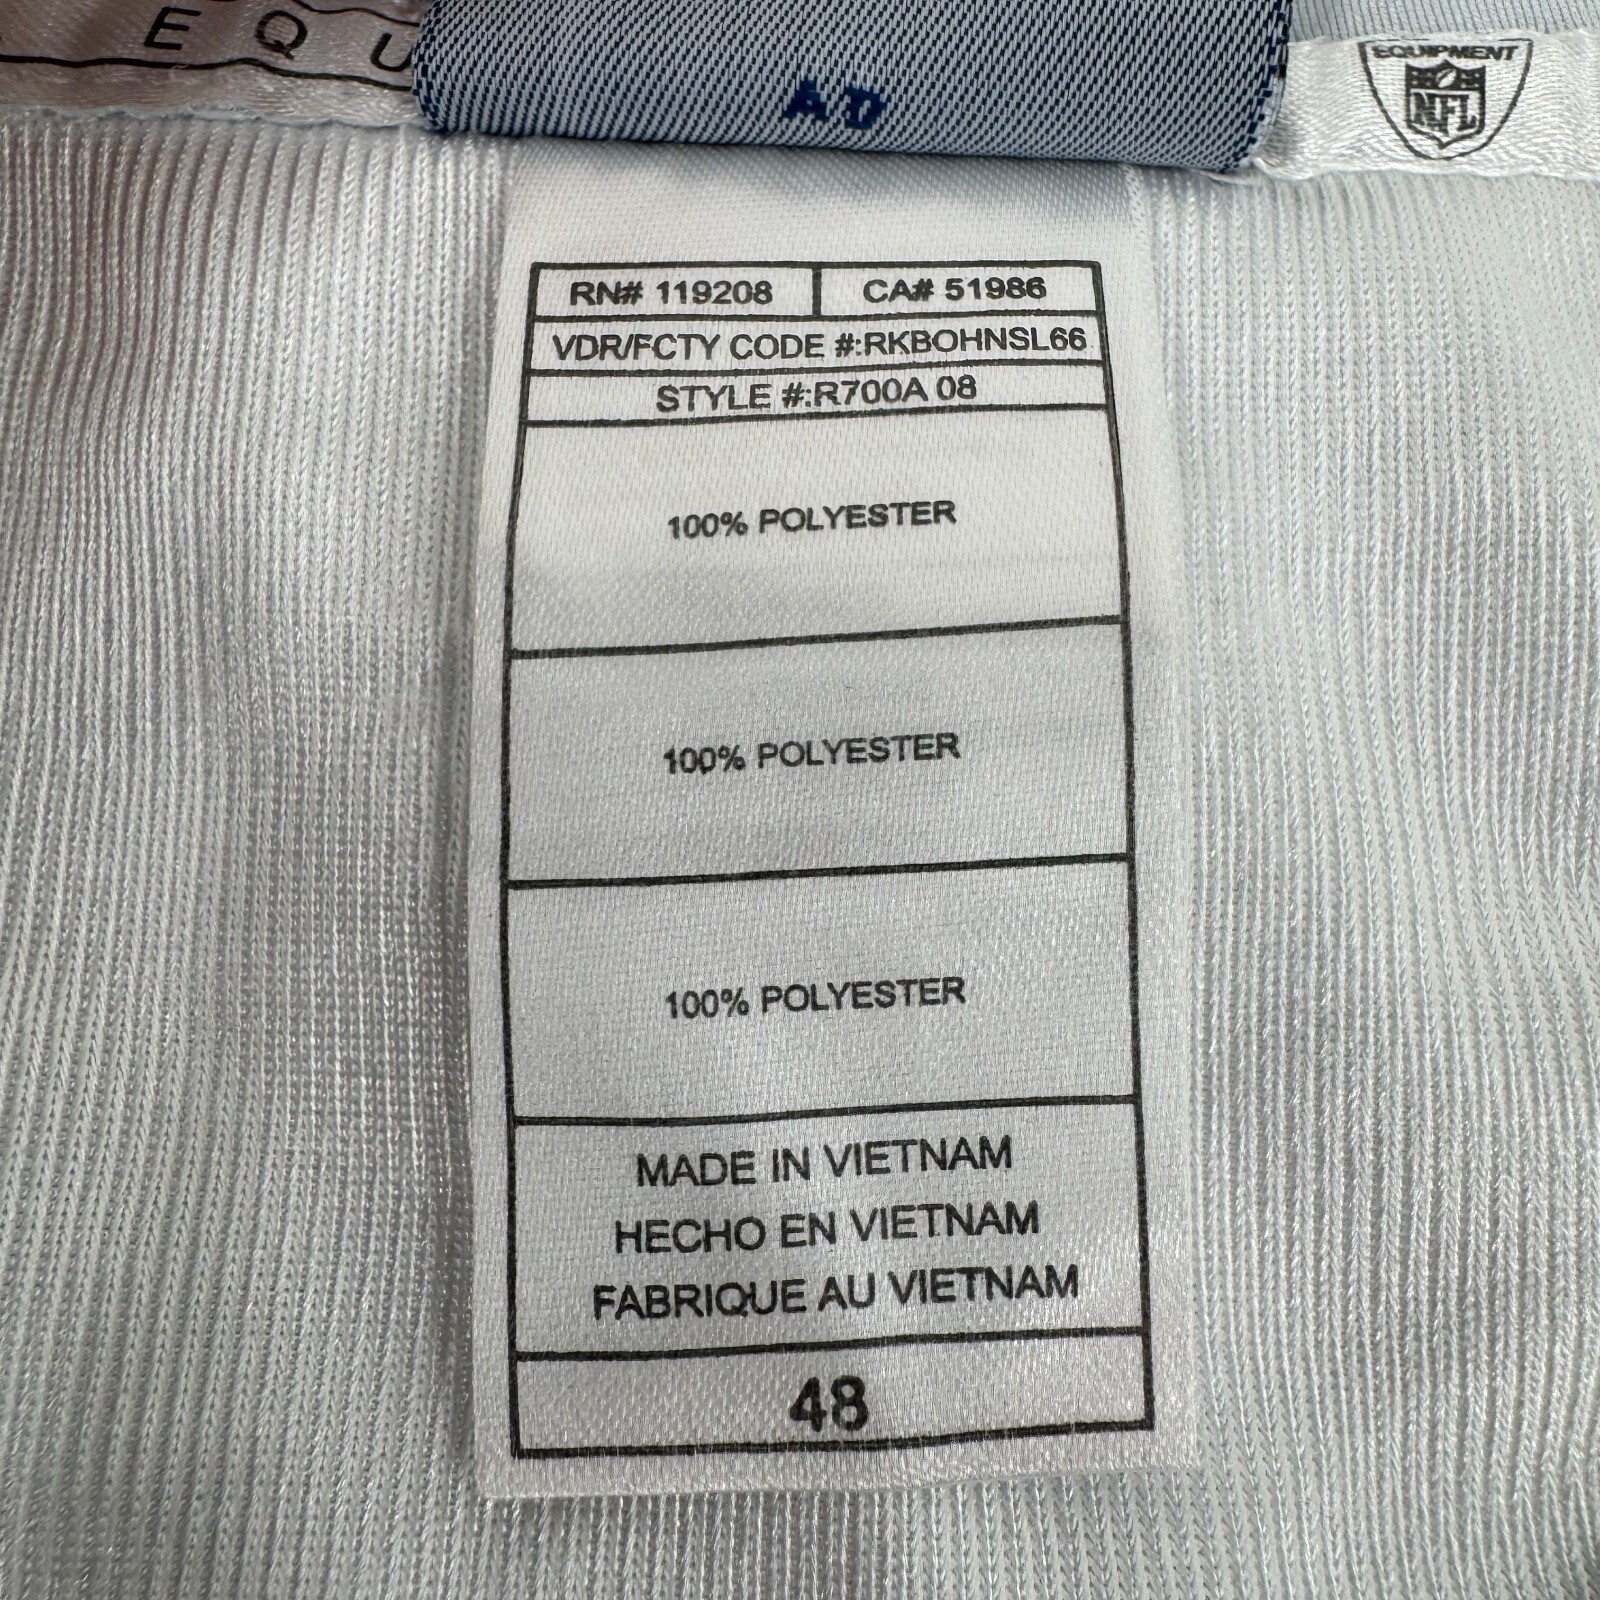 EQU
AD
EQUIPMENT
NFL
RN# 119208 CA# 51986
VDR/FCTY CODE #:RKBOHNSL66
STYLE #:R700A 08
100% POLYESTER
100% POLYESTER
100% POLYESTER
MADE IN VIETNAM
HECHO EN VIETNAM
FABRIQUE AU VIETNAM
48